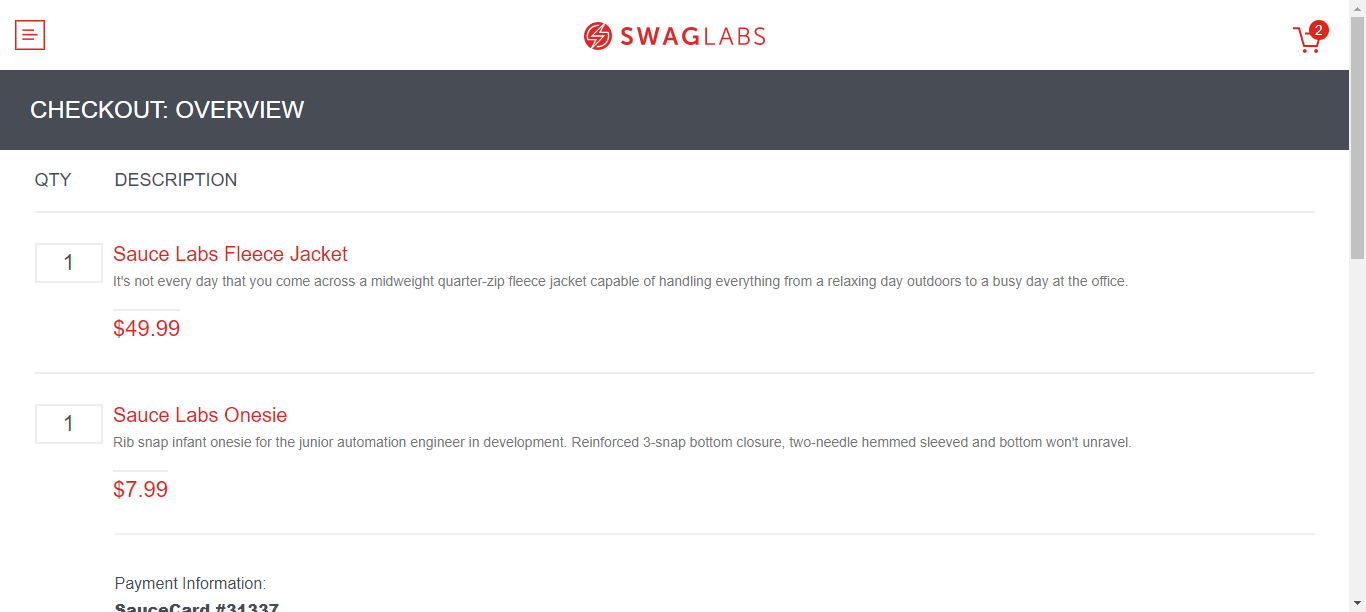 SWAGLABS
2
CHECKOUT: OVERVIEW
QTY DESCRIPTION
1 Sauce Labs Fleece Jacket
It's not every day that you come across a midweight quarter-zip fleece jacket capable of handling everything from a relaxing day outdoors to a busy day at the office.
$49.99
1 Sauce Labs Onesie
Rib snap infant onesie for the junior automation engineer in development. Reinforced 3-snap bottom closure, two-needle hemmed sleeved and bottom won't unravel.
$7.99
Payment Information:
SauceCard #31337